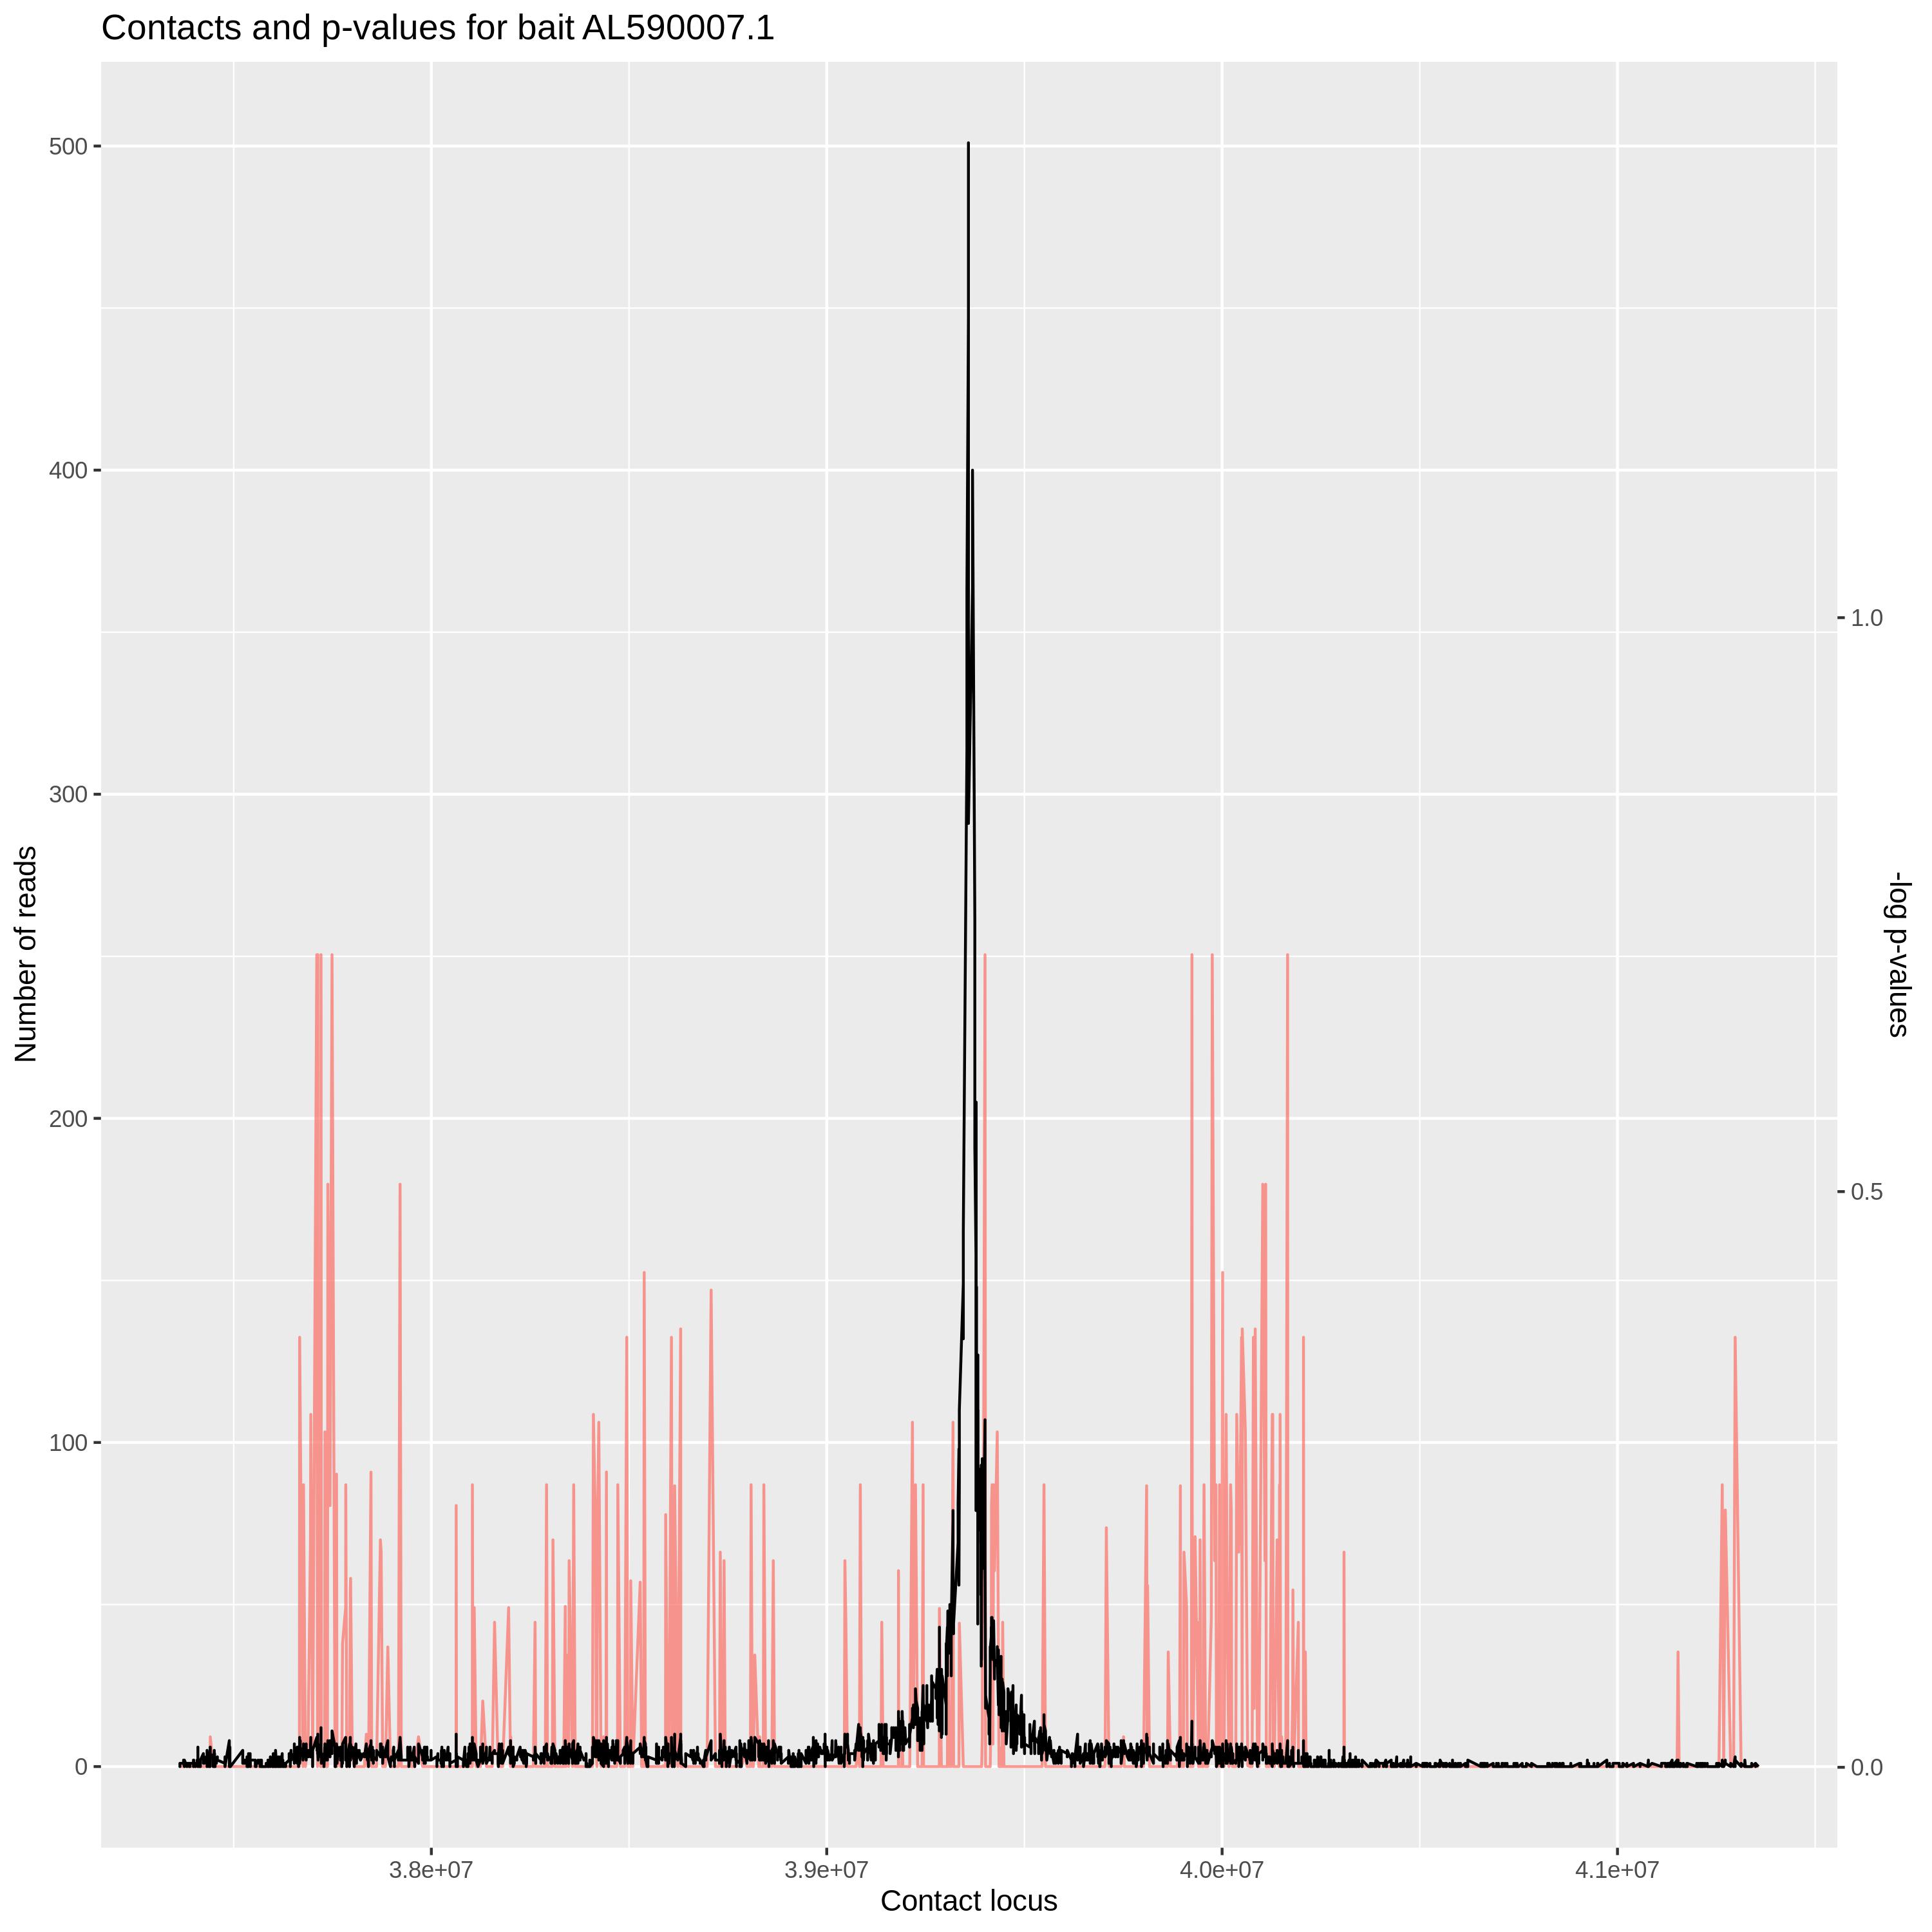 Contacts and p-values for bait AL590007.1
500
400
300
200
100
0
Number of reads
1.0
0.5
0.0
-log p-values
3.8e+07 3.9e+07 4.0e+07 4.1e+07
Contact locus